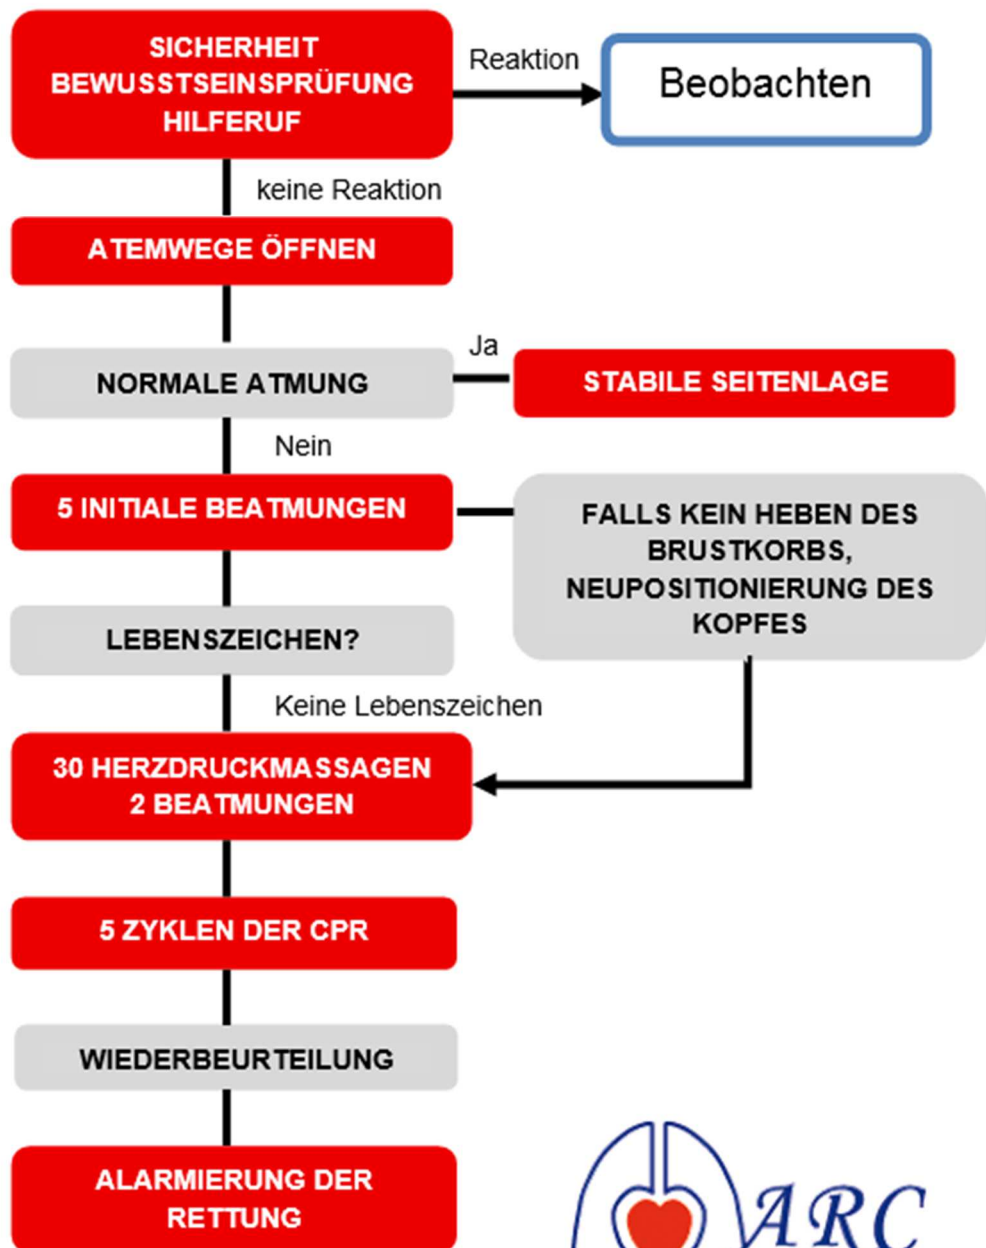 SICHERHEIT
BEWUSSTSEINSPRÜFUNG
HILFERUF
Reaktion
Beobachten
keine Reaktion
ATEMWEGE ÖFFNEN
NORMALE ATMUNG
Ja
STABILE SEITENLAGE
Nein
5 INITIALE BEATMUNGEN
FALLS KEIN HEBEN DES
BRUSTKORBS,
NEUPOSITIONIERUNG DES
KOPFES
LEBENSZEICHEN?
Keine Lebenszeichen
30 HERZDRUCKMASSAGEN
2 BEATMUNGEN
5 ZYKLEN DER CPR
WIEDERBEURTEILUNG
ALARMIERUNG DER
RETTUNG
ARC